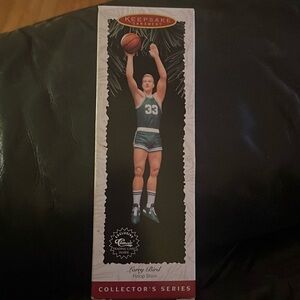 KEEPSAKE
ORNAMENT
33
Larry Bird
Hoop Stars
COLLECTOR'S SERIES